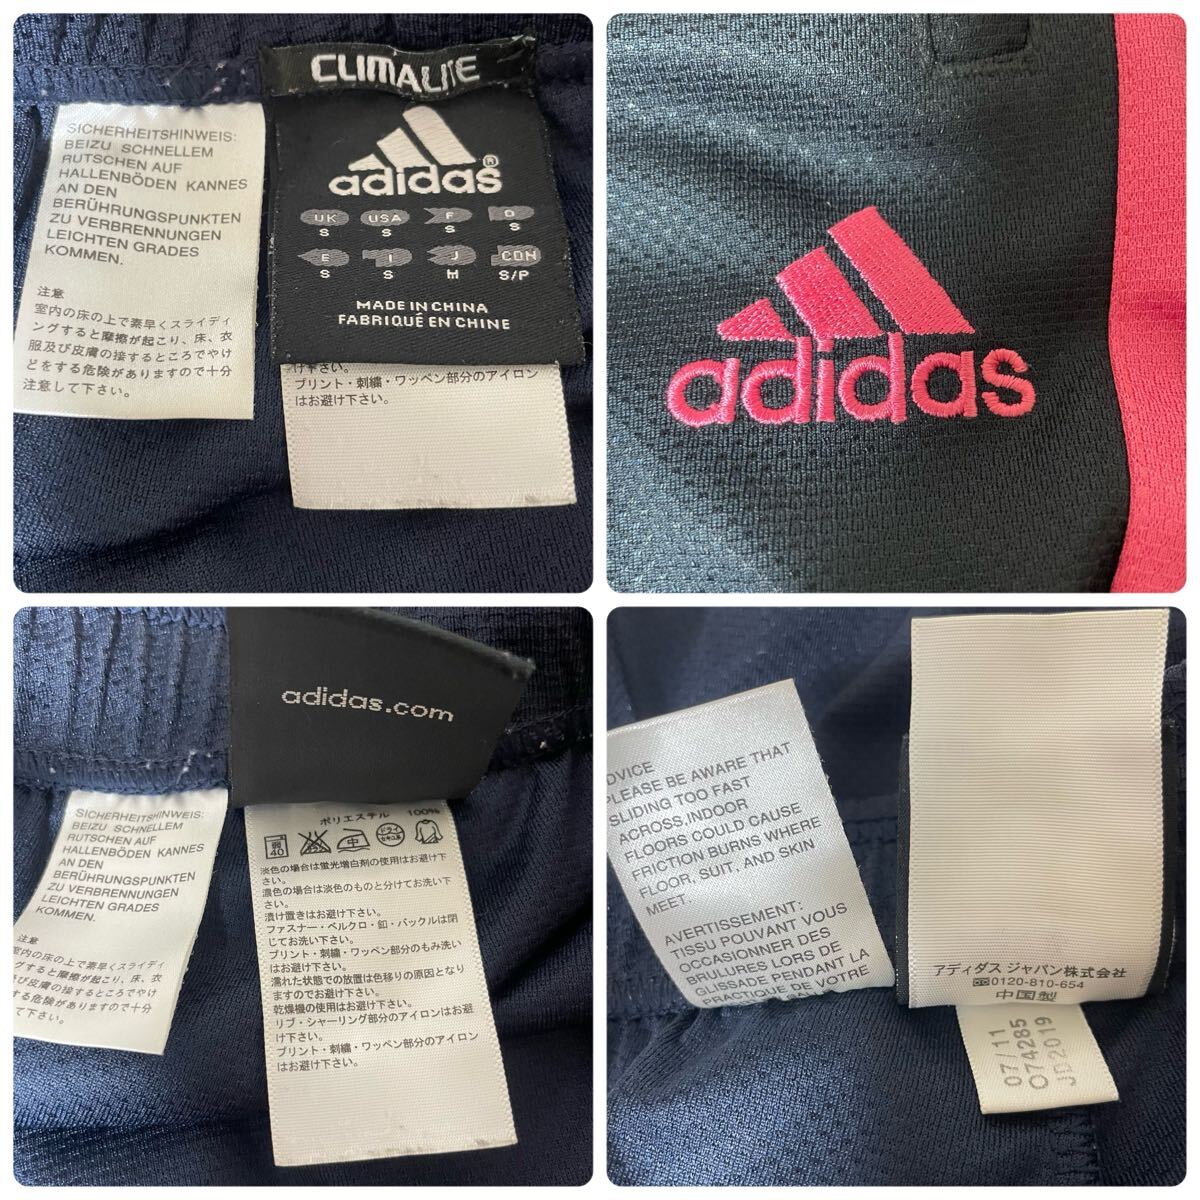 SICHERHEITSHINWEIS:
BEIZU SCHNELLEM
RUTSCHEN AUF
HALLENBÖDEN KANNES
AN DEN
BERÜHRUNGSPUNKTEN
ZU VERBRENNUNGEN
LEICHTEN GRADES
KOMMEN.
注意
室内の床の上で素早くスライディ
ングすると摩擦が起こり、床、衣
服及び皮膚の接するところでやけ
どをする危険がありますので十分
注意して下さい。
CLIMALITE
adidas®
UK USA F D
S S S S
E I J CDN
S S M S/P
MADE IN CHINA
FABRIQUÉ EN CHINE
け下さい。
プリント・刺繍・ワッペン部分のアイロン
はお避け下さい。
adidas
adidas.com
SICHERHEITSHINWEIS:
BEIZU SCHNELLEM
RUTSCHEN AUF
HALLENBÖDEN KANNES
AN DEN
BERÜHRUNGSPUNKTEN
ZU VERBRENNUNGEN
LEICHTEN GRADES
KOMMEN.
注意
室内の床の上で素早くスライディ
ングすると摩擦が起こり、床、衣
及び皮膚の接するところでやけ
をする危険がありますので十分
して下さい。
ポリエステル 100%
弱 40 中 ドライ セキユ系
淡色の場合は蛍光増白剤の使用はお避け下
さい。
濃色の場合は淡色のものと分けてお洗い下
さい。
漬け置きはお避け下さい。
ファスナー・ベルクロ・釦・バックルは閉
じてお洗い下さい。
プリント・刺繍・ワッペン部分のもみ洗い
はお避け下さい。
濡れた状態での放置は色移りの原因となり
ますのでお避け下さい。
乾燥機の使用はお避け下さい。
リブ・シャーリング部分のアイロンはお避
け下さい。
プリント・刺繍・ワッペン部分のアイロン
はお避け下さい。
DVICE
PLEASE BE AWARE THAT
SLIDING TOO FAST
ACROSS,INDOOR
FLOORS COULD CAUSE
FRICTION BURNS WHERE
FLOOR, SUIT, AND SKIN
MEET.
AVERTISSEMENT:
TISSU POUVANT VOUS
OCCASIONNER DES
BRULURES LORS DE
GLISSADE PENDANT LA
PRACTIQUE DE VOTRE
アディダス ジャパン株式会社
0120-810-654
中国製
07/11
O74285
JD2019